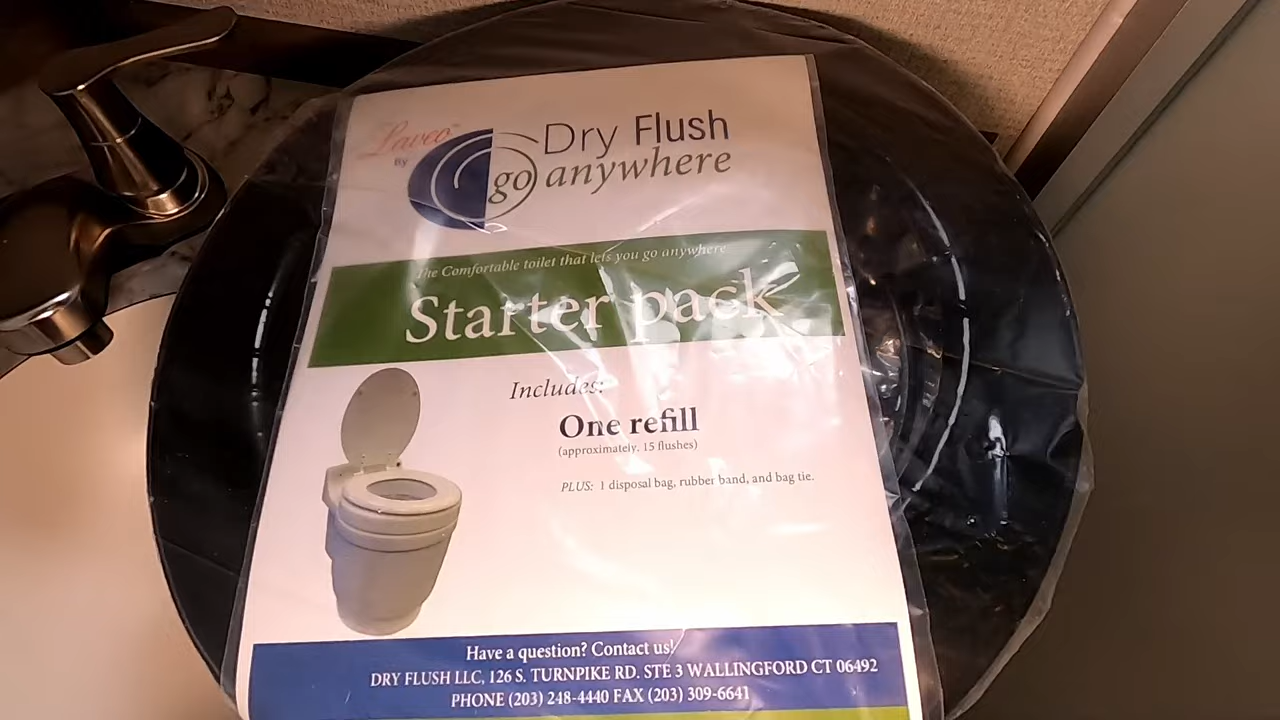 Laveo™
By
Dry Flush
go anywhere
The Comfortable toilet that lets you go anywhere
Starter pack
Includes:
One refill
(approximately. 15 flushes)
PLUS: 1 disposal bag, rubber band, and bag tie.
Have a question? Contact us!
DRY FLUSH LLC, 126 S. TURNPIKE RD. STE 3 WALLINGFORD CT 06492
PHONE (203) 248-4440 FAX (203) 309-6641